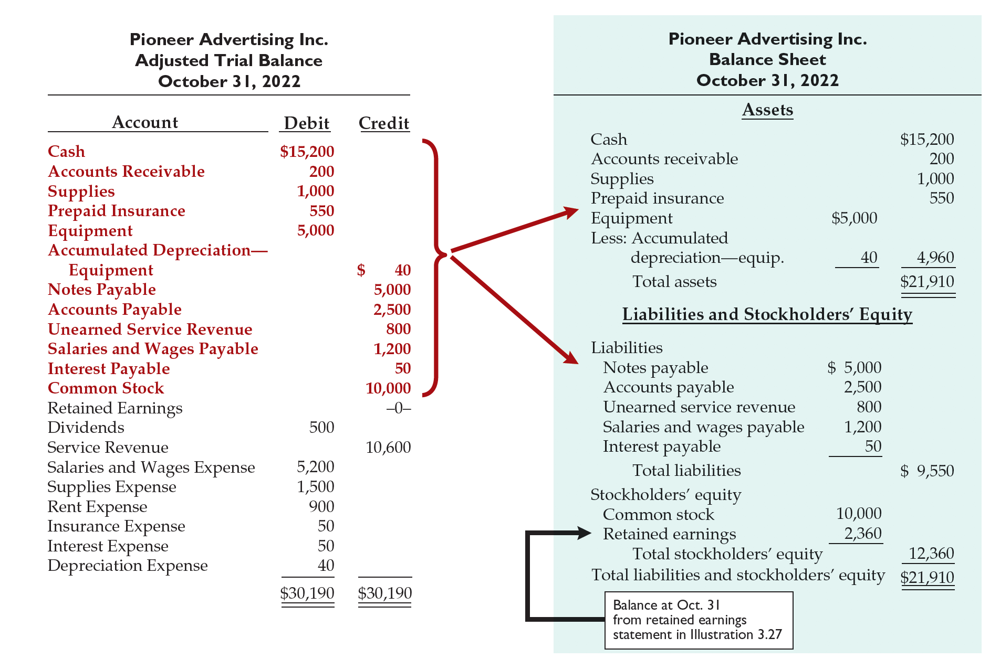 Pioneer Advertising Inc.
Adjusted Trial Balance
October 31, 2022
Account Debit Credit
Cash $15,200
Accounts Receivable 200
Supplies 1,000
Prepaid Insurance 550
Equipment 5,000
Accumulated Depreciation—
Equipment $ 40
Notes Payable 5,000
Accounts Payable 2,500
Unearned Service Revenue 800
Salaries and Wages Payable 1,200
Interest Payable 50
Common Stock 10,000
Retained Earnings –0–
Dividends 500
Service Revenue 10,600
Salaries and Wages Expense 5,200
Supplies Expense 1,500
Rent Expense 900
Insurance Expense 50
Interest Expense 50
Depreciation Expense 40
$30,190 $30,190
Pioneer Advertising Inc.
Balance Sheet
October 31, 2022
Assets
Cash $15,200
Accounts receivable 200
Supplies 1,000
Prepaid insurance 550
Equipment $5,000
Less: Accumulated
depreciation—equip. 40 4,960
Total assets $21,910
Liabilities and Stockholders’ Equity
Liabilities
Notes payable $ 5,000
Accounts payable 2,500
Unearned service revenue 800
Salaries and wages payable 1,200
Interest payable 50
Total liabilities $ 9,550
Stockholders’ equity
Common stock 10,000
Retained earnings 2,360
Total stockholders’ equity 12,360
Total liabilities and stockholders’ equity $21,910
Balance at Oct. 31
from retained earnings
statement in Illustration 3.27